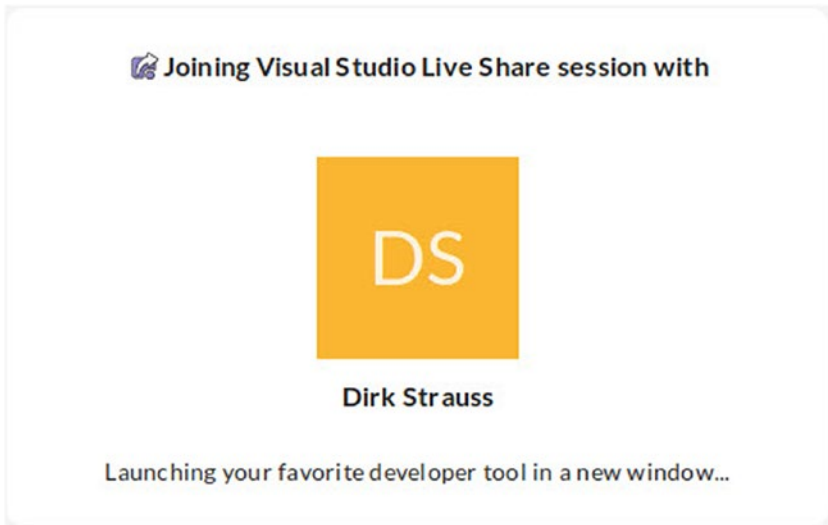 Joining Visual Studio Live Share session with
DS
Dirk Strauss
Launching your favorite developer tool in a new window...